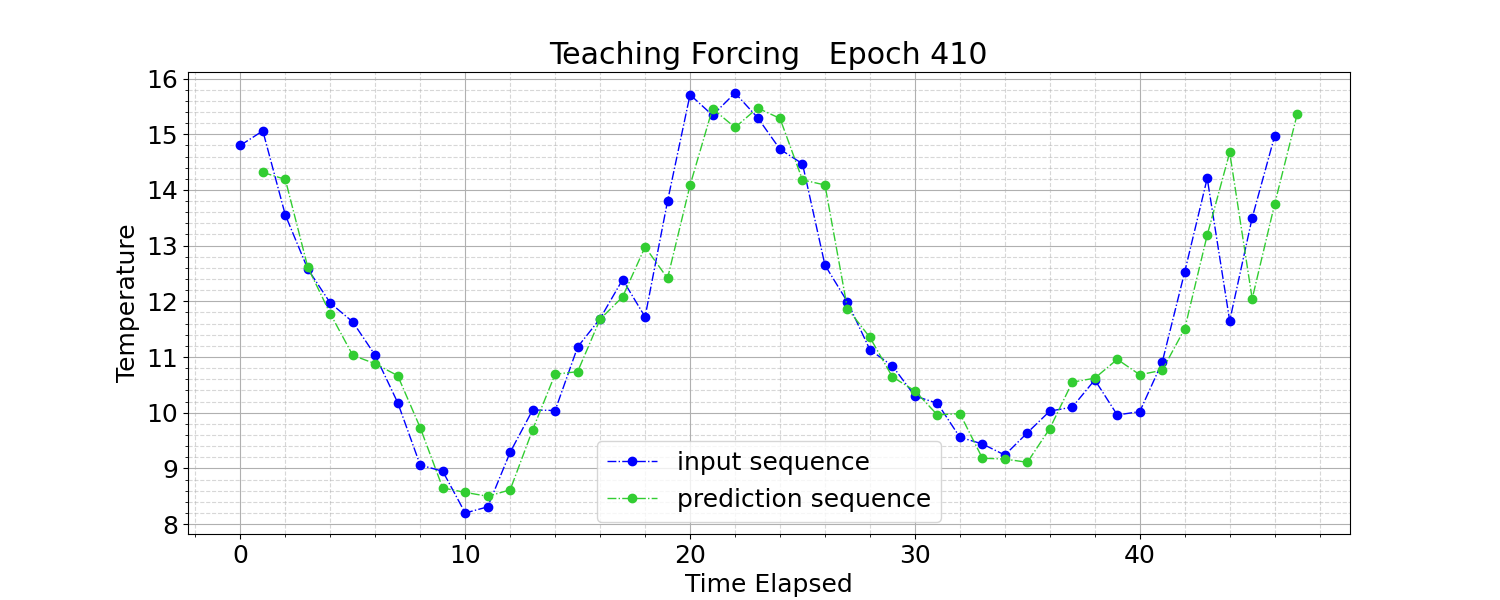 Teaching Forcing   Epoch 410
Temperature
16
15
14
13
12
11
10
9
8
input sequence
prediction sequence
0 10 20 30 40
Time Elapsed